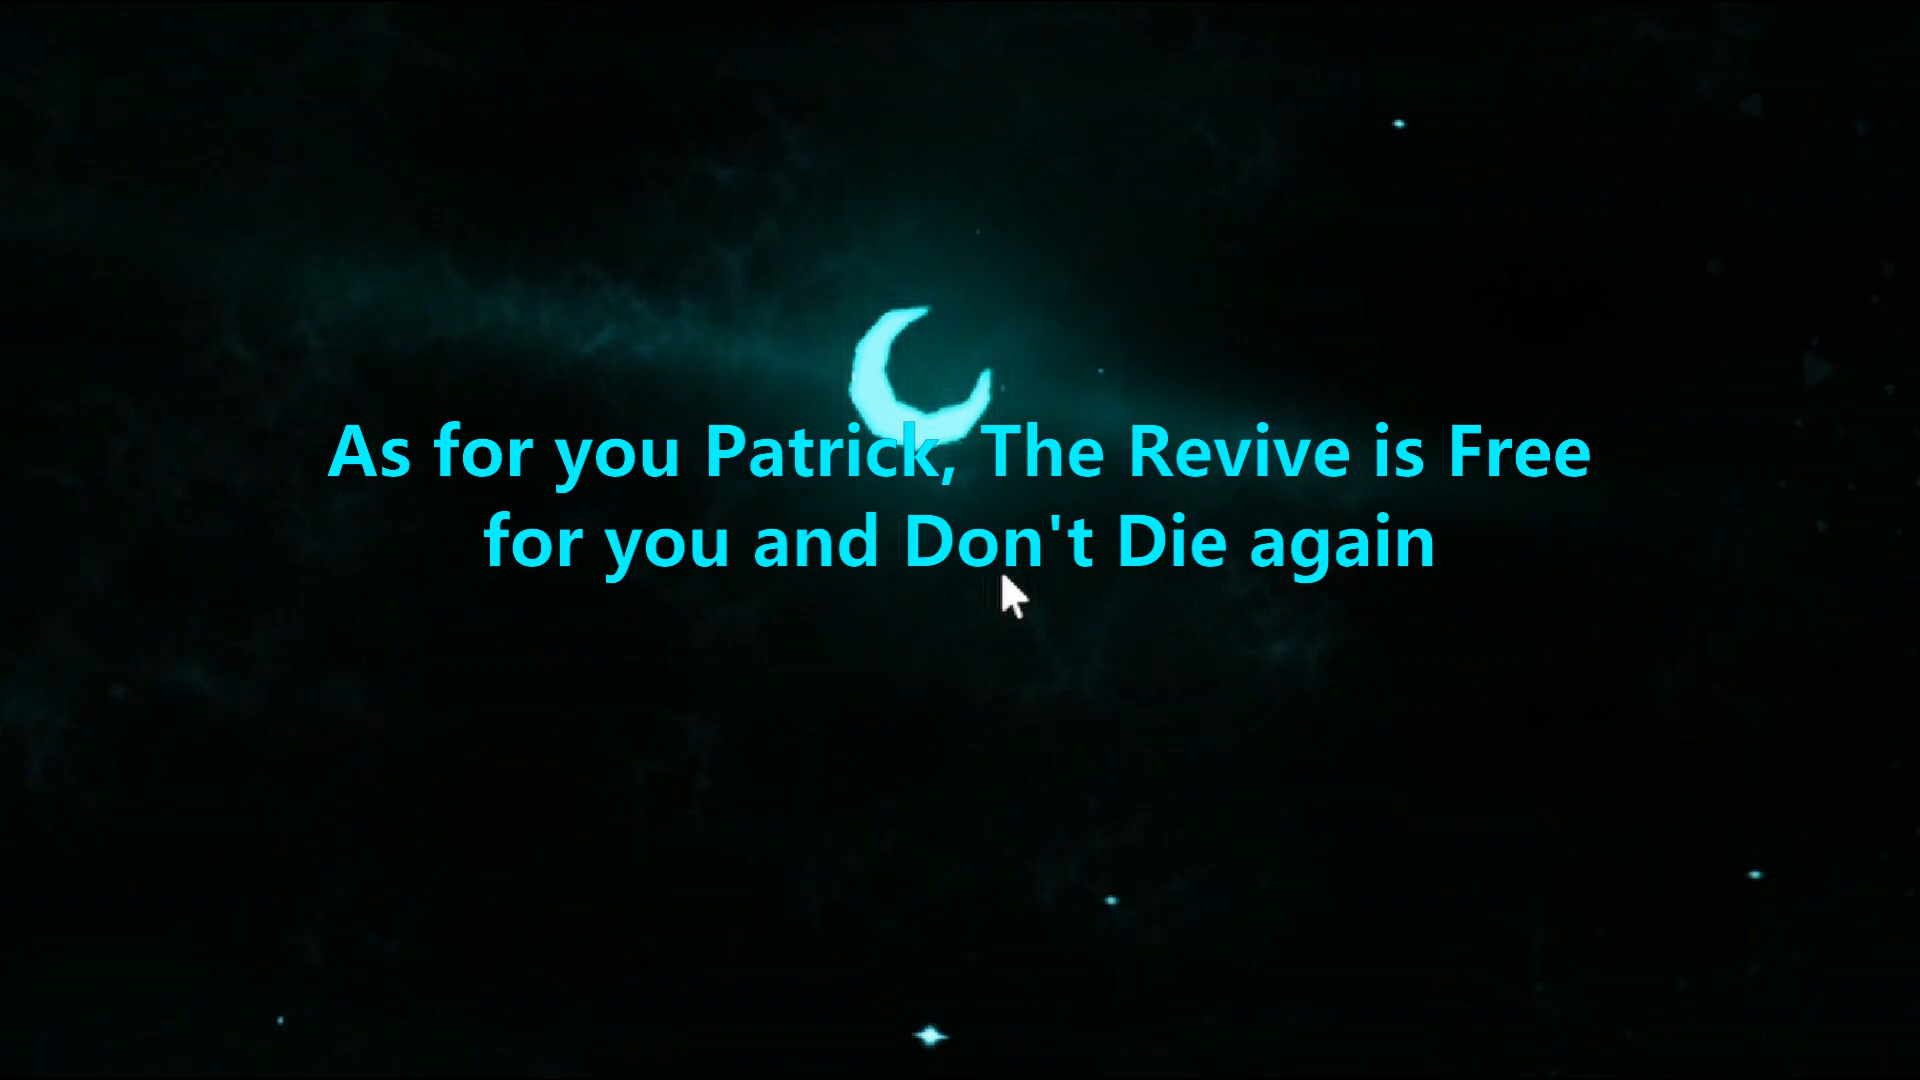 As for you Patrick, The Revive is Free
for you and Don't Die again